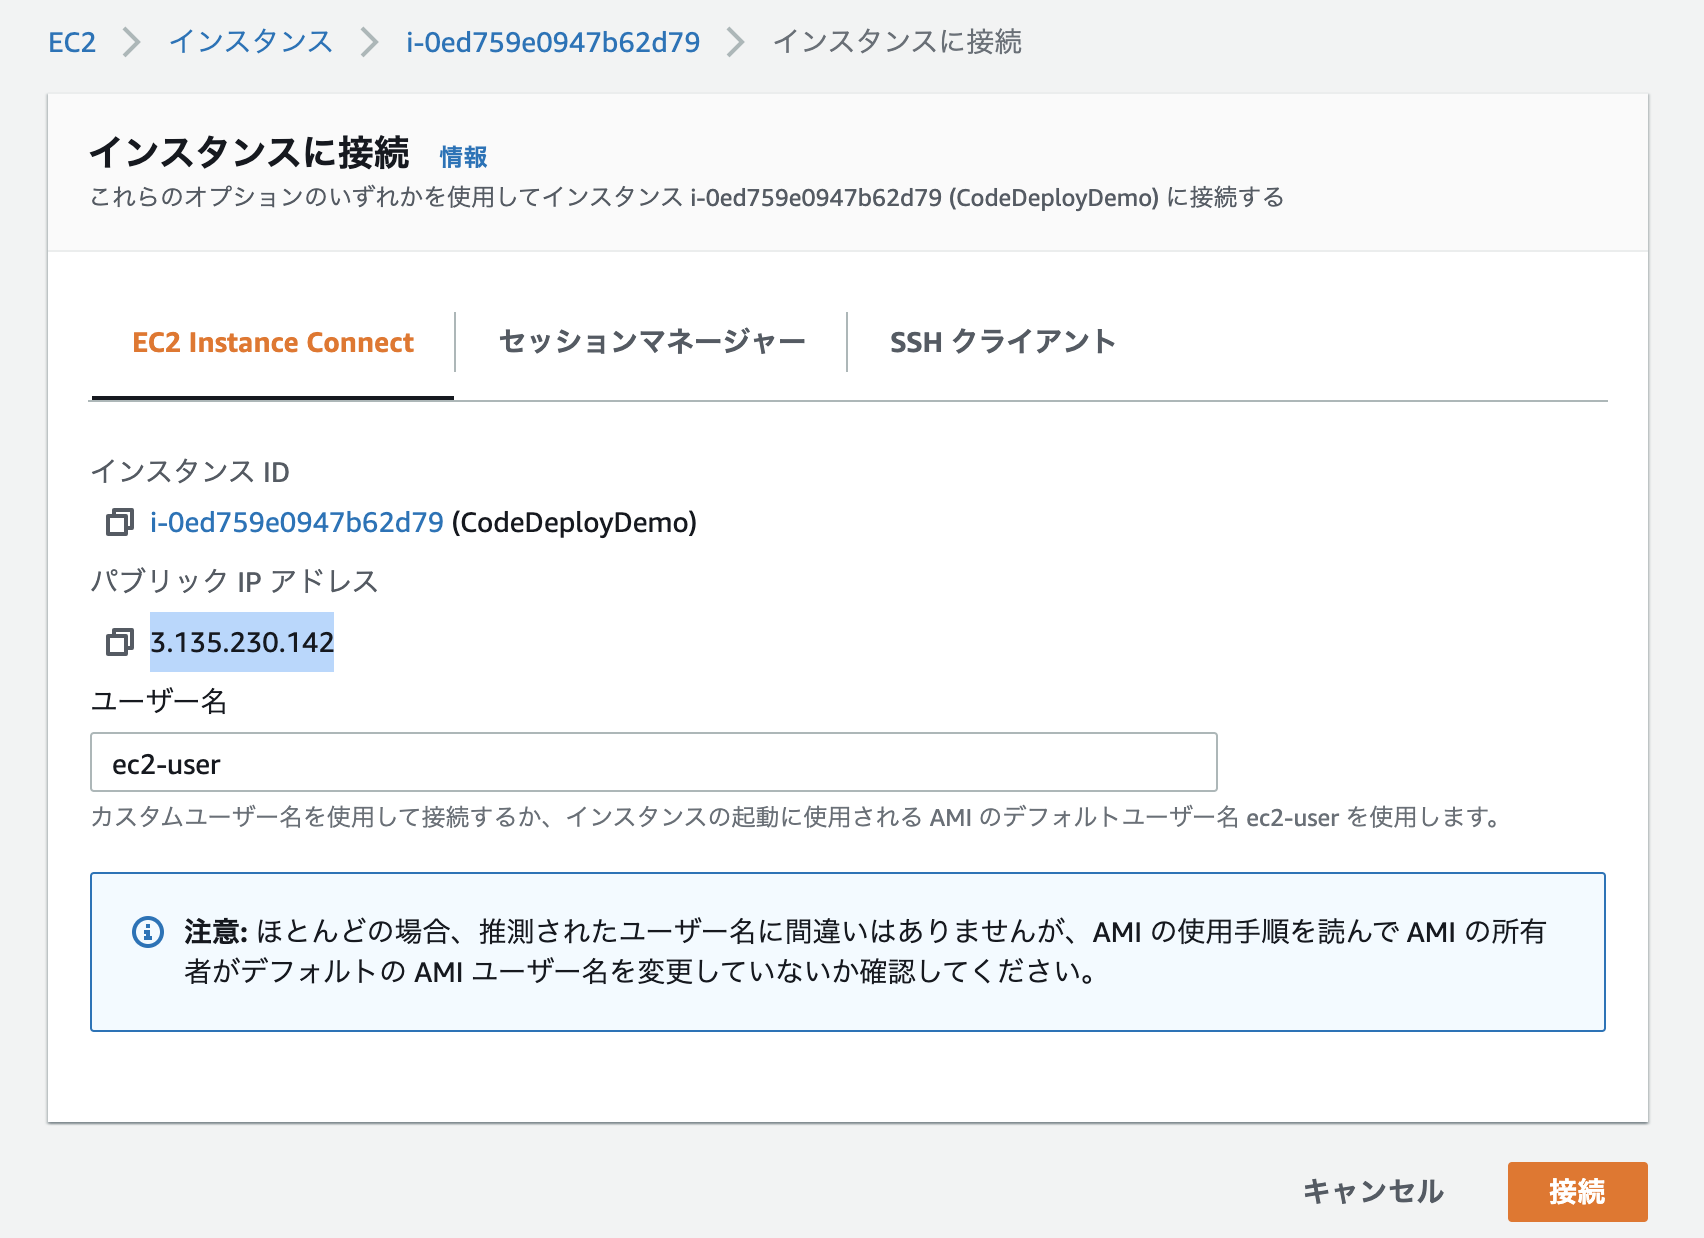 EC2 > インスタンス > i-0ed759e0947b62d79 > インスタンスに接続
インスタンスに接続 情報
これらのオプションのいずれかを使用してインスタンス i-0ed759e0947b62d79 (CodeDeployDemo) に接続する
EC2 Instance Connect セッションマネージャー SSH クライアント
インスタンス ID
i-0ed759e0947b62d79 (CodeDeployDemo)
パブリック IP アドレス
3.135.230.142
ユーザー名
ec2-user
カスタムユーザー名を使用して接続するか、インスタンスの起動に使用される AMI のデフォルトユーザー名 ec2-user を使用します。
注意: ほとんどの場合、推測されたユーザー名に間違いはありませんが、AMI の使用手順を読んで AMI の所有
者がデフォルトの AMI ユーザー名を変更していないか確認してください。
キャンセル 接続